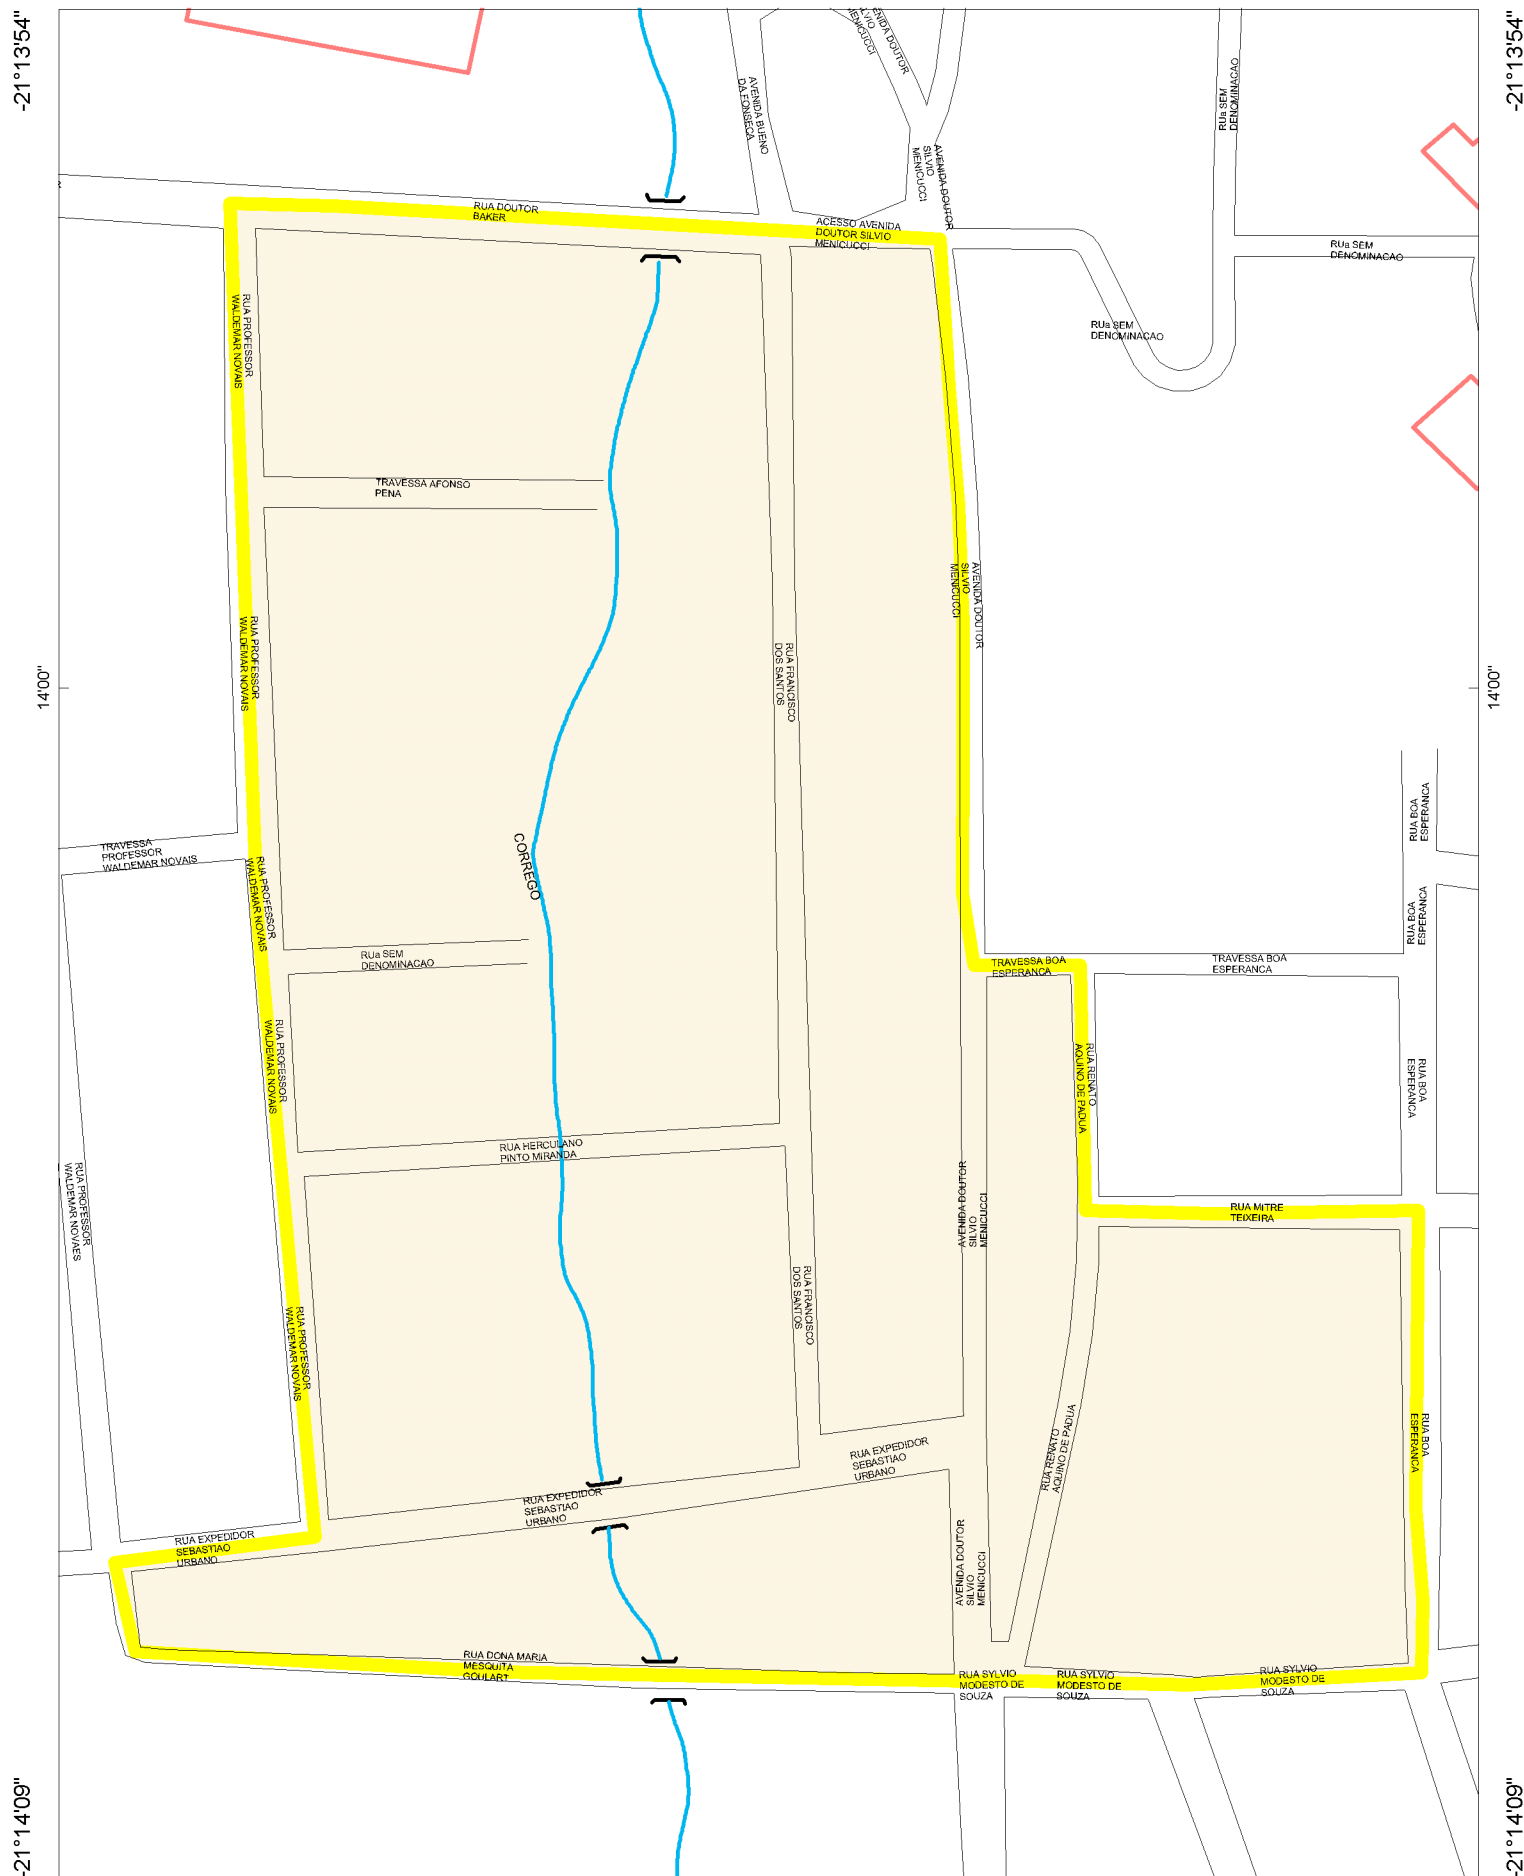 -21°13'54"
-21°13'54"
ENIDA DOUTOR
SILVIO
MENICUCCI
AVENIDA BUENO
DA FONSECA
RUa SEM
DENOMINACAO
AVENIDA DOUTOR
SILVIO
MENICUCCI
RUA DOUTOR
BAKER
ACESSO AVENIDA
DOUTOR SILVIO
MENICUCCI
RUa SEM
DENOMINACAO
RUa SEM
DENOMINACAO
RUA PROFESSOR
WALDEMAR NOVAIS
TRAVESSA AFONSO
PENA
AVENIDA DOUTOR
SILVIO
MENICUCCI
RUA PROFESSOR
WALDEMAR NOVAIS
RUA FRANCISCO
DOS SANTOS
14'00"
14'00"
RUA BOA
ESPERANCA
TRAVESSA
PROFESSOR
WALDEMAR NOVAIS
CORREGO
RUA PROFESSOR
WALDEMAR NOVAIS
RUA BOA
ESPERANCA
RUa SEM
DENOMINACAO
TRAVESSA BOA
ESPERANCA
TRAVESSA BOA
ESPERANCA
RUA PROFESSOR
WALDEMAR NOVAIS
RUA RENATO
AQUINO DE PADUA
RUA BOA
ESPERANCA
RUA HERCULANO
PINTO MIRANDA
RUA PROFESSOR
WALDEMAR NOVAES
AVENIDA DOUTOR
SILVIO
MENICUCCI
RUA MITRE
TEIXEIRA
RUA FRANCISCO
DOS SANTOS
RUA PROFESSOR
WALDEMAR NOVAIS
RUA RENATO
AQUINO DE PADUA
RUA BOA
ESPERANCA
RUA EXPEDIDOR
SEBASTIAO
URBANO
RUA EXPEDIDOR
SEBASTIAO
URBANO
RUA EXPEDIDOR
SEBASTIAO
URBANO
AVENIDA DOUTOR
SILVIO
MENICUCCI
RUA DONA MARIA
MESQUITA
GOULART
RUA SYLVIO
MODESTO DE
SOUZA
RUA SYLVIO
MODESTO DE
SOUZA
RUA SYLVIO
MODESTO DE
SOUZA
-21°14'09"
-21°14'09"